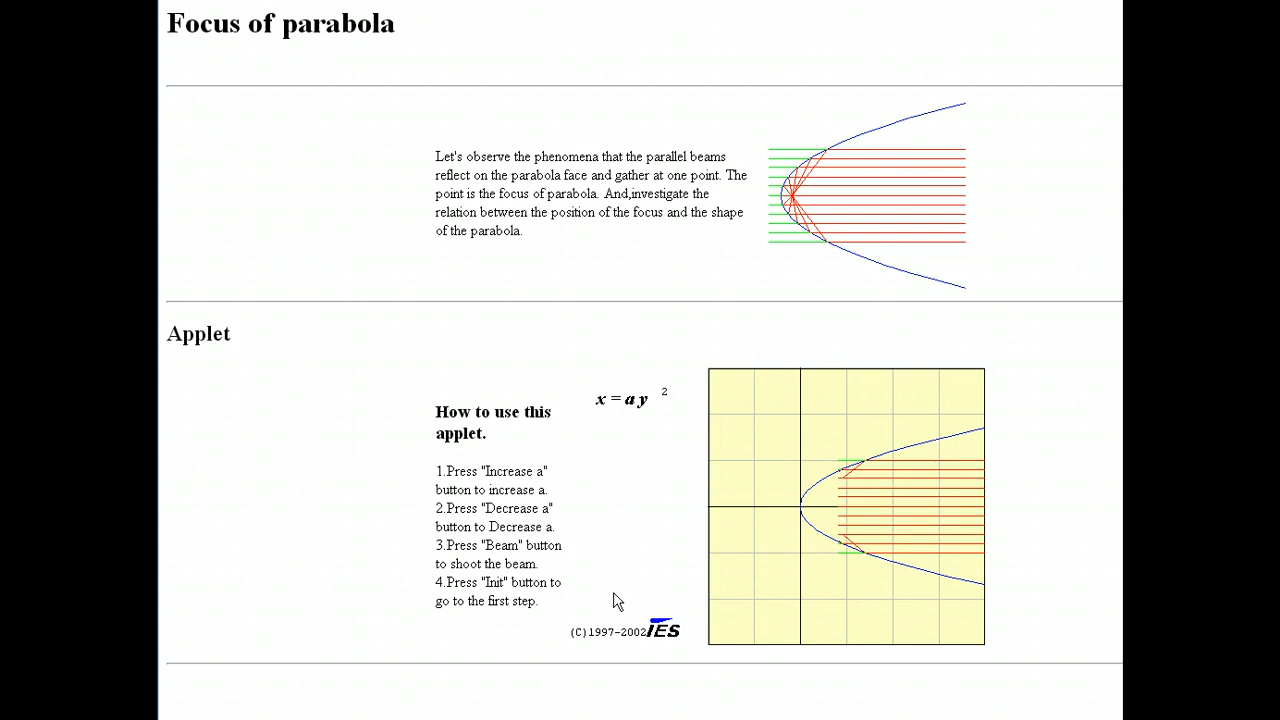 Focus of parabola
Let's observe the phenomena that the parallel beams
reflect on the parabola face and gather at one point. The
point is the focus of parabola. And,investigate the
relation between the position of the focus and the shape
of the parabola.
Applet
How to use this
applet.
1.Press "Increase a"
button to increase a.
2.Press "Decrease a"
button to Decrease a.
3.Press "Beam" button
to shoot the beam.
4.Press "Init" button to
go to the first step.
x = a y 2
(C)1997-2002 IES